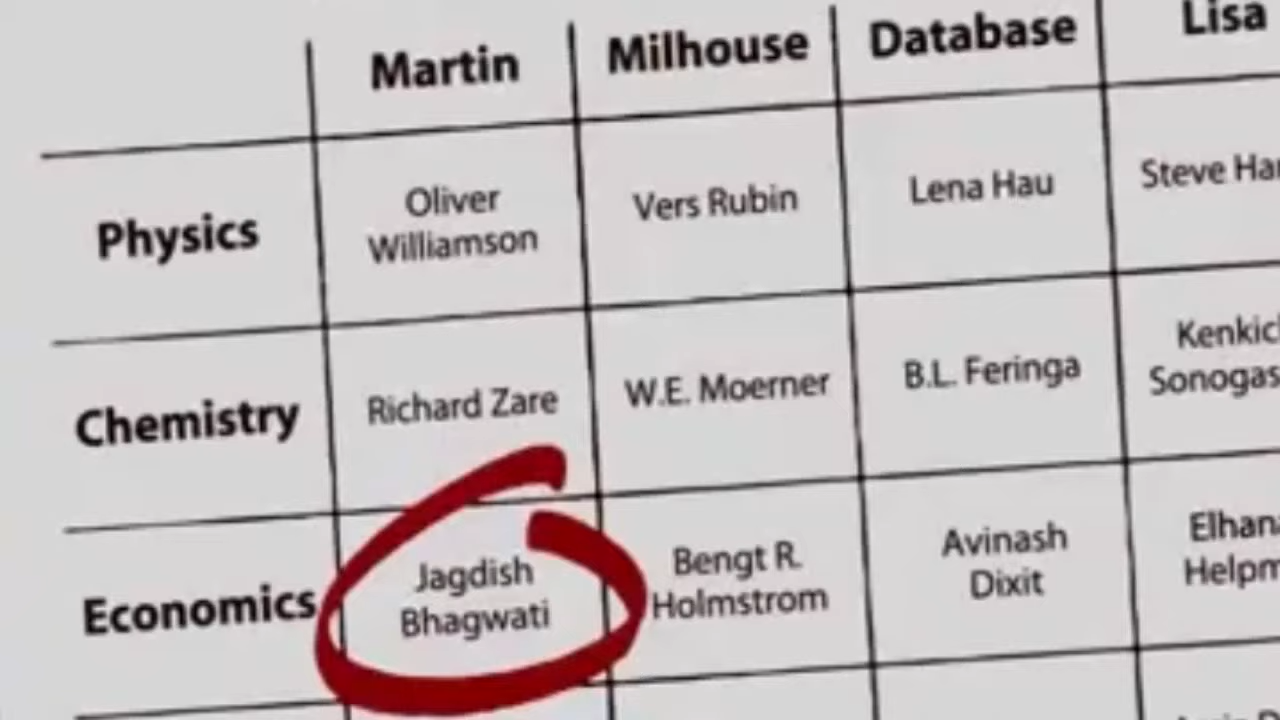 Martin Milhouse Database Lisa
Physics
Oliver
Williamson
Vers Rubin
Lena Hau
Steve
Chemistry
Richard Zare
W.E. Moerner
B.L. Feringa
Economics
Jagdish
Bhagwati
Bengt R.
Holmstrom
Avinash
Dixit